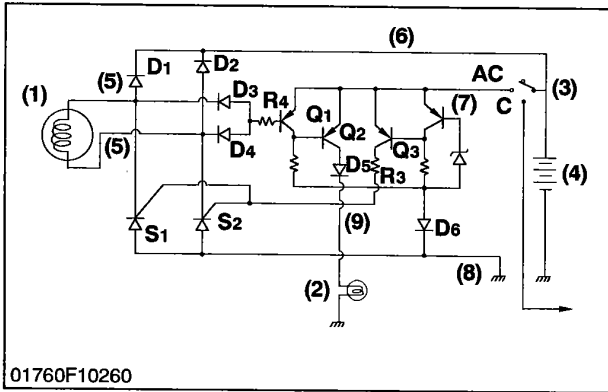 (6)
D1
D2
(5)
AC
(3)
(1)
D3
(7)
C
R4
Q1
Q2
Q3
(5)
D4
D5
R3
(4)
S1
S2
(9)
D6
(8)
(2)
01760F10260